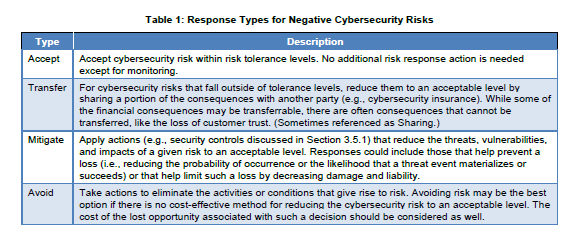 Table 1: Response Types for Negative Cybersecurity Risks
Type Description
Accept Accept cybersecurity risk within risk tolerance levels. No additional risk response action is needed
except for monitoring.
Transfer For cybersecurity risks that fall outside of tolerance levels, reduce them to an acceptable level by
sharing a portion of the consequences with another party (e.g., cybersecurity insurance). While some of
the financial consequences may be transferrable, there are often consequences that cannot be
transferred, like the loss of customer trust. (Sometimes referenced as Sharing.)
Mitigate Apply actions (e.g., security controls discussed in Section 3.5.1) that reduce the threats, vulnerabilities,
and impacts of a given risk to an acceptable level. Responses could include those that help prevent a
loss (i.e., reducing the probability of occurrence or the likelihood that a threat event materializes or
succeeds) or that help limit such a loss by decreasing damage and liability.
Avoid Take actions to eliminate the activities or conditions that give rise to risk. Avoiding risk may be the best
option if there is no cost-effective method for reducing the cybersecurity risk to an acceptable level. The
cost of the lost opportunity associated with such a decision should be considered as well.